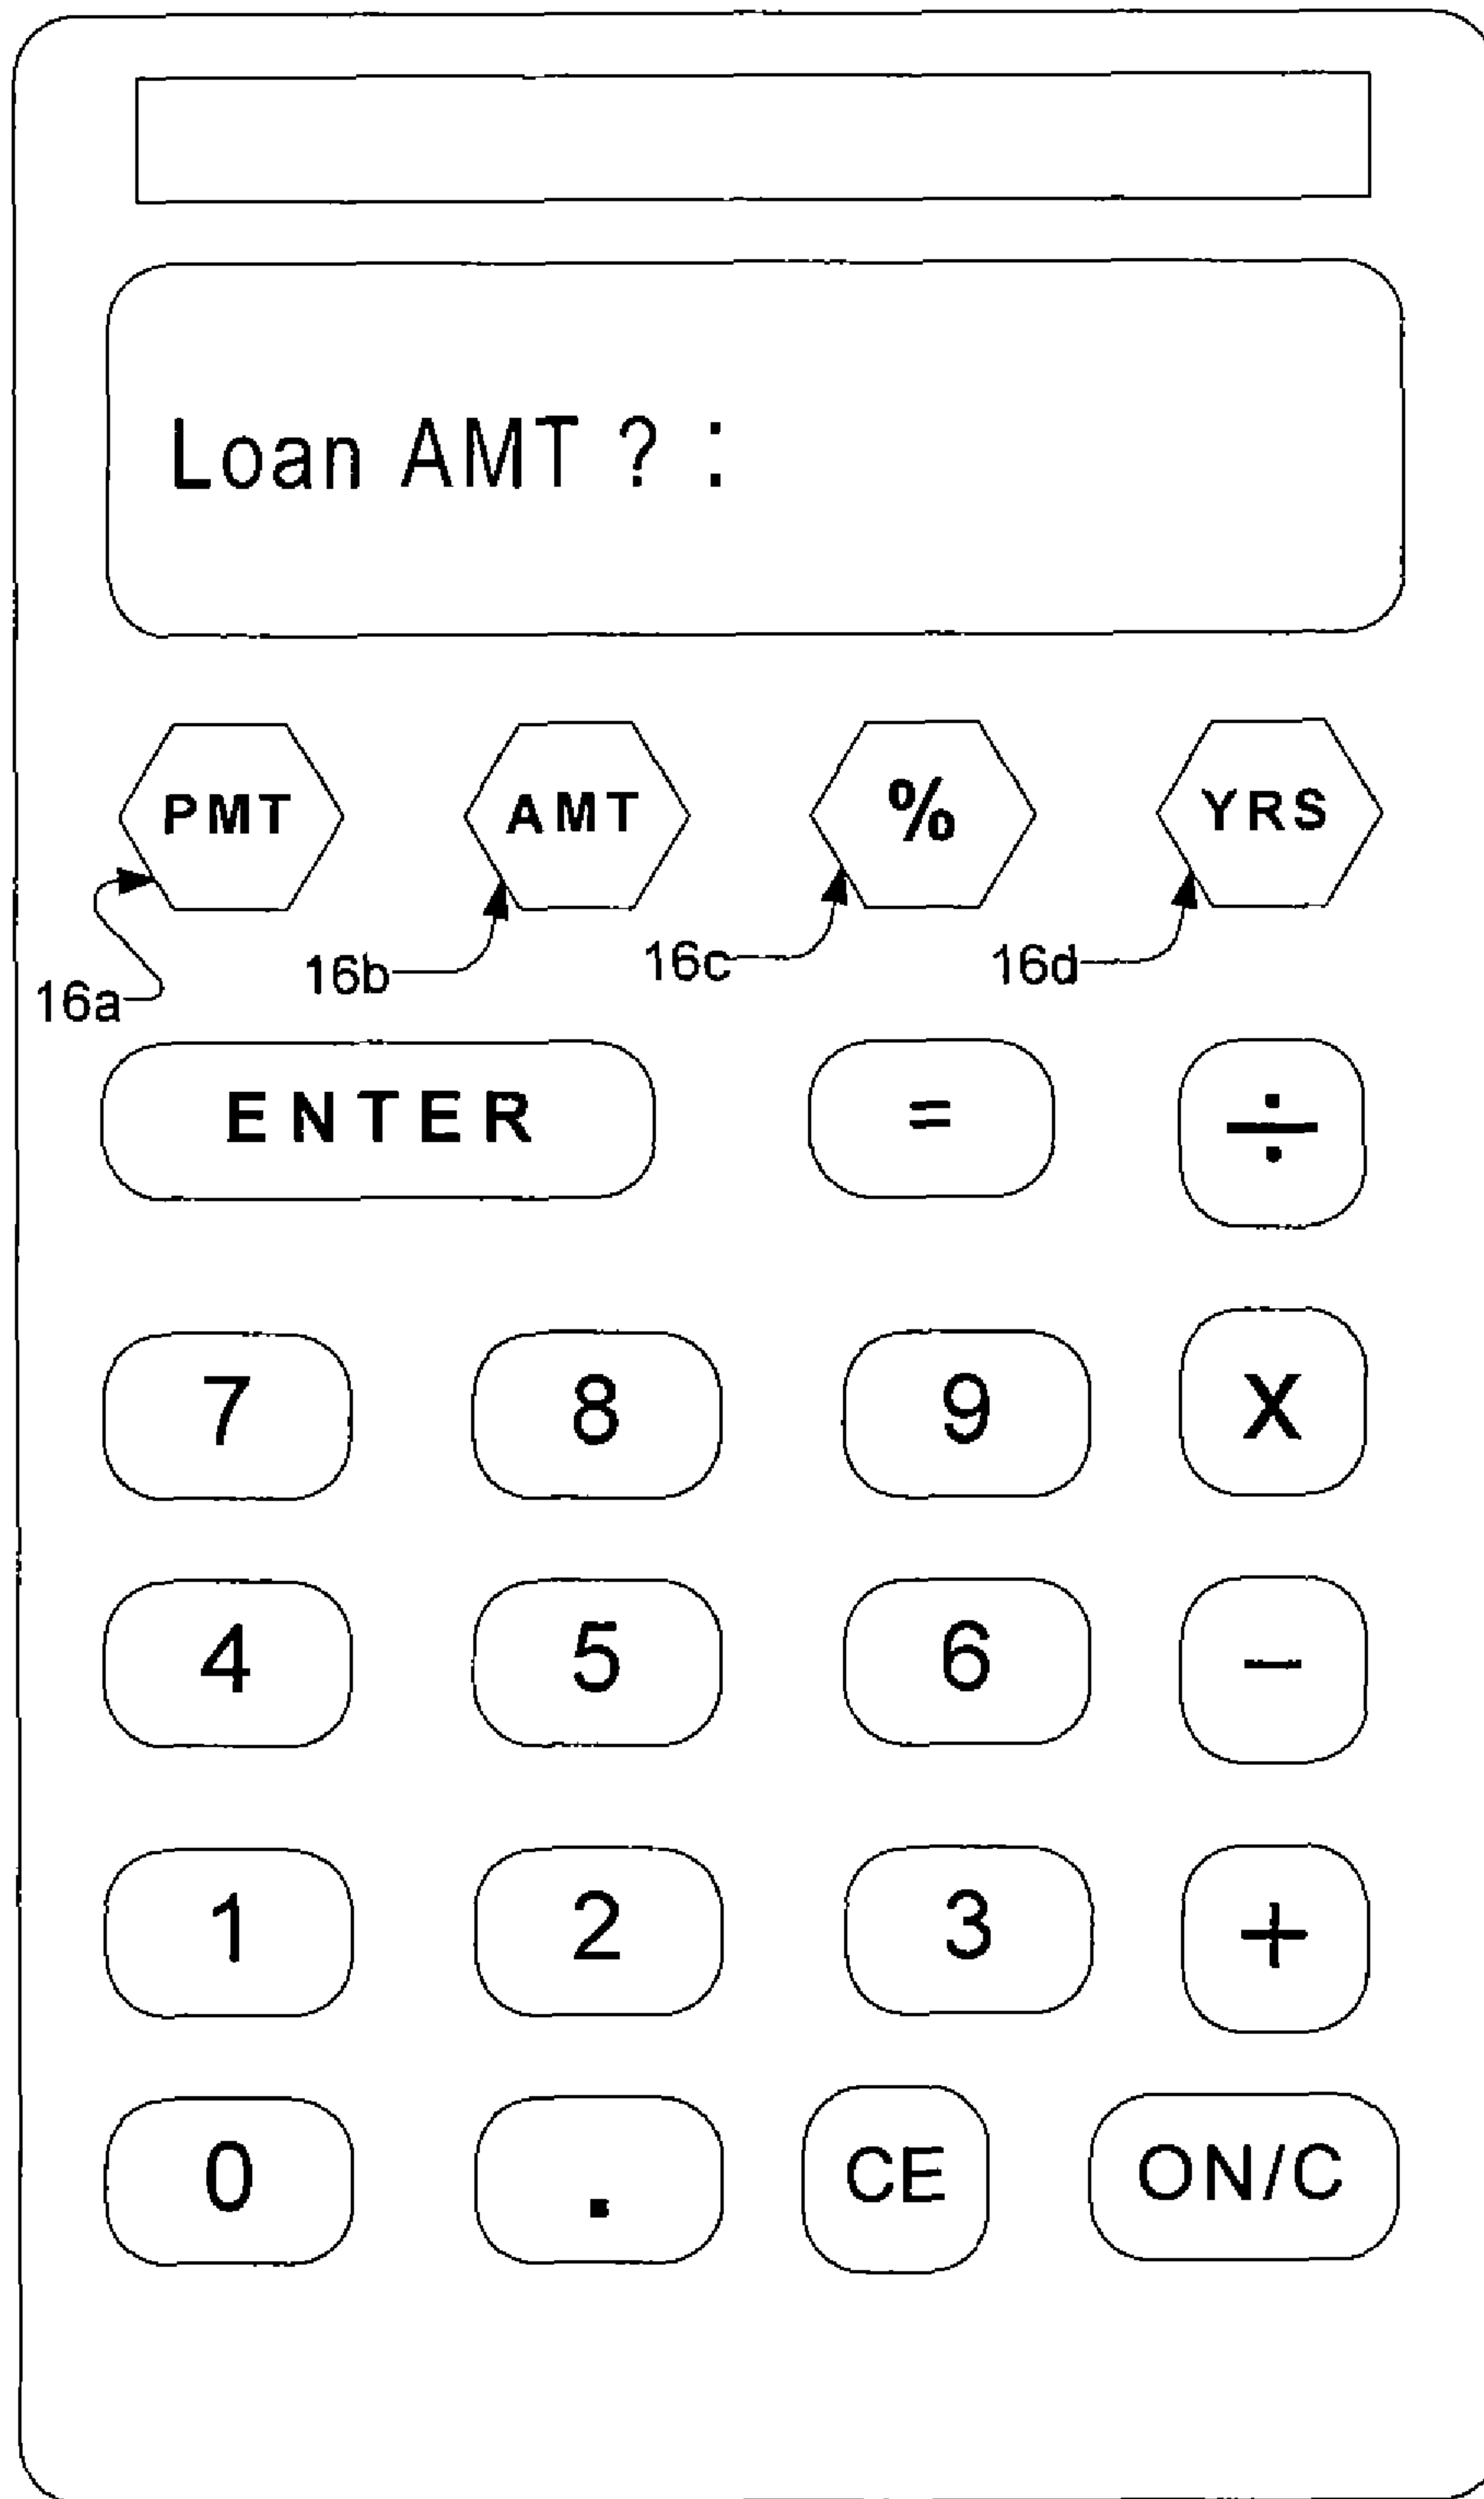 Loan AMT ? :
PMT AMT % YRS
16a 16b 16c 16d
ENTER = ÷
7 8 9 X
4 5 6 −
1 2 3 +
0 . CE ON/C